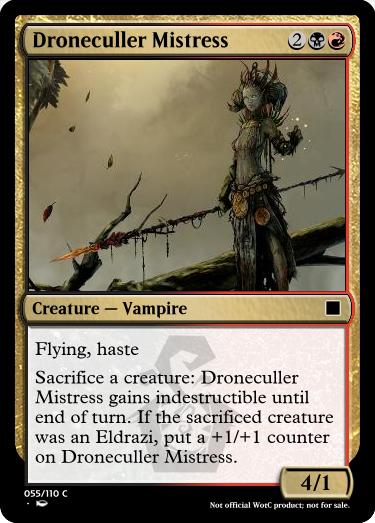 Droneculler Mistress 2
Creature — Vampire
Flying, haste
Sacrifice a creature: Droneculler
Mistress gains indestructible until
end of turn. If the sacrificed creature
was an Eldrazi, put a +1/+1 counter
on Droneculler Mistress.
4/1
055/110 C
Not official WotC product; not for sale.